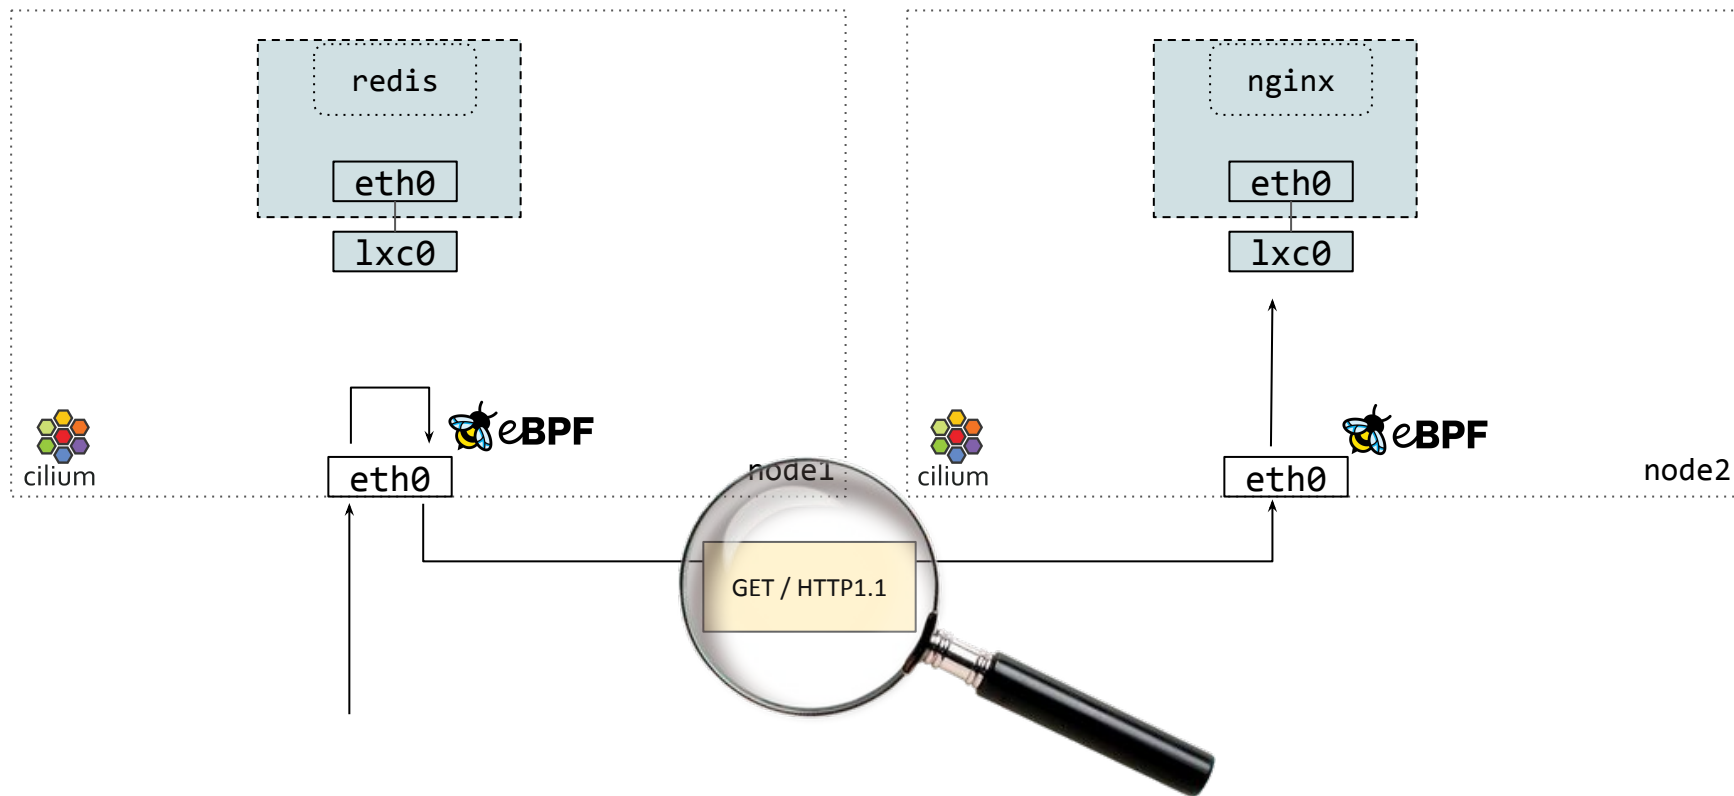 redis
eth0
lxc0
eBPF
cilium
eth0
node1
nginx
eth0
lxc0
eBPF
cilium
eth0
node2
GET / HTTP1.1